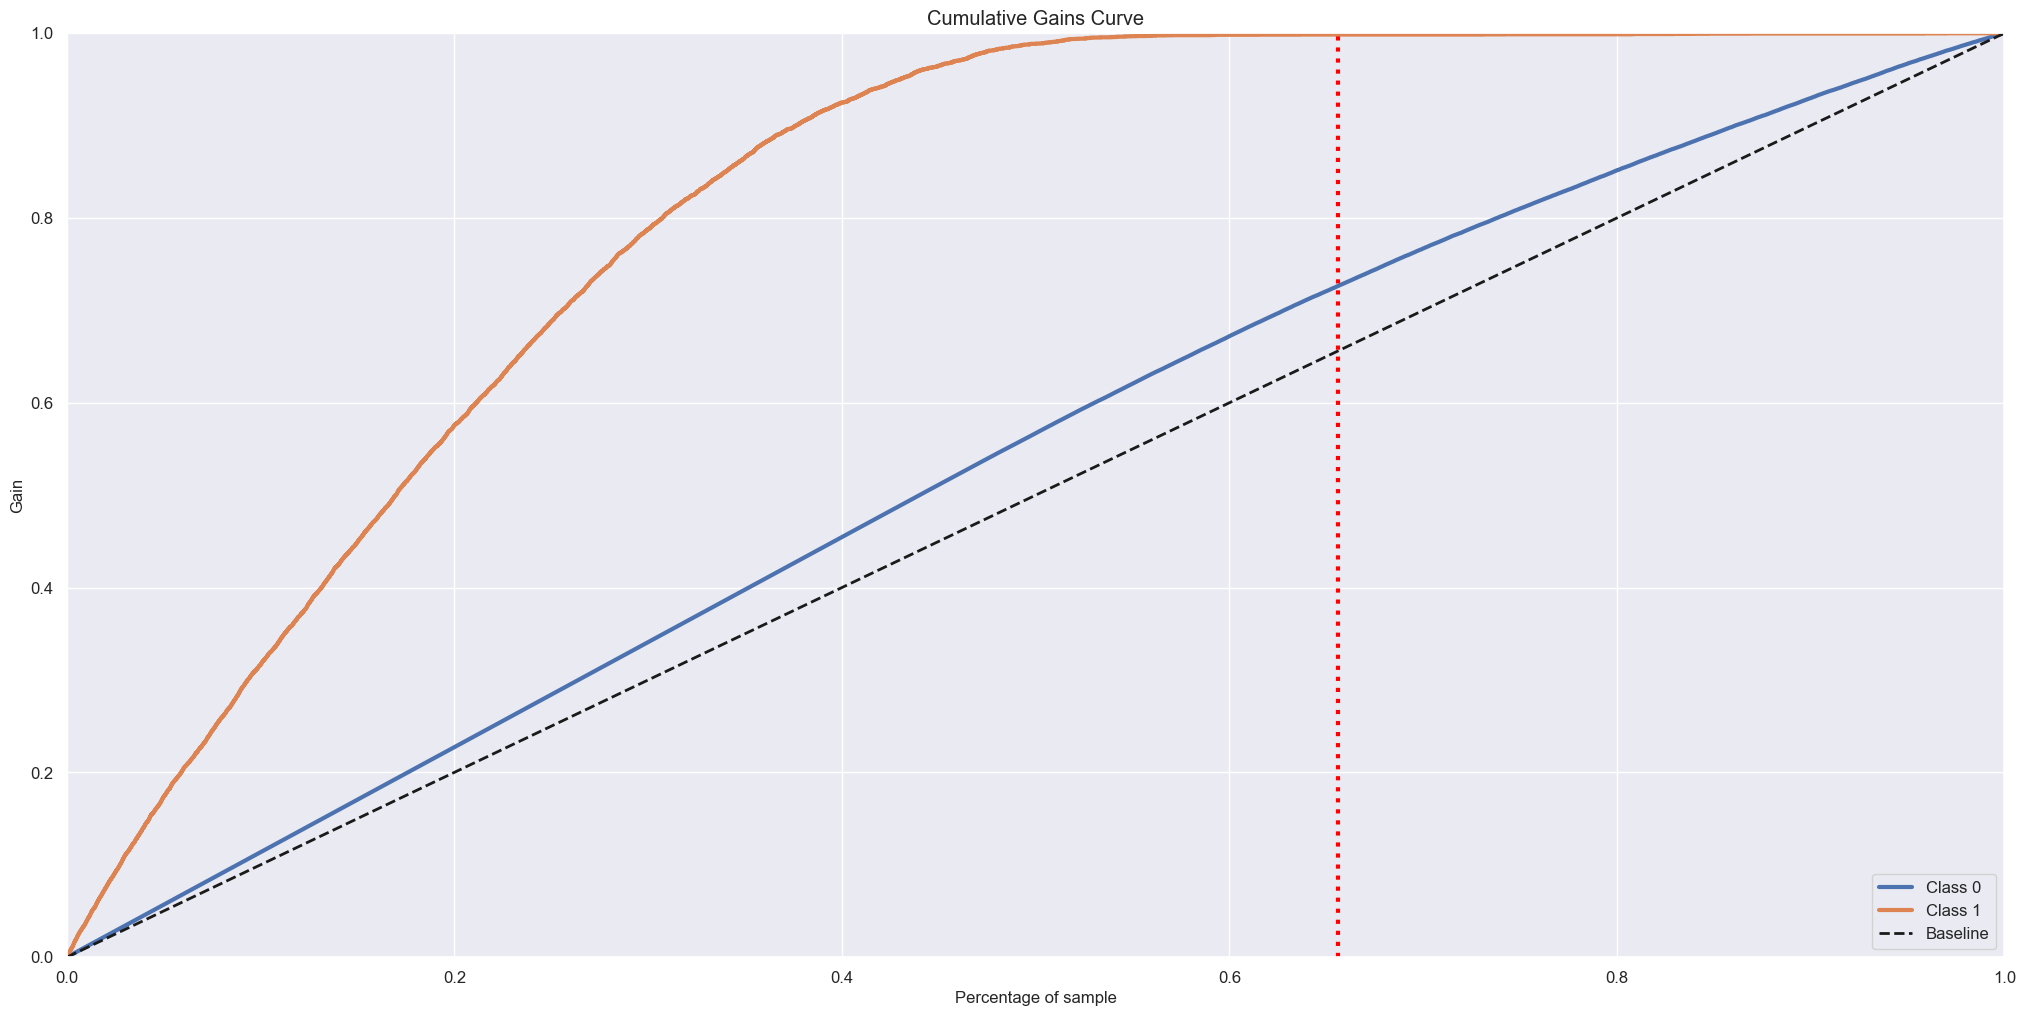 Cumulative Gains Curve
1.0
0.8
0.6
0.4
0.2
0.0
Gain
0.0 0.2 0.4 0.6 0.8 1.0
Percentage of sample
Class 0
Class 1
Baseline